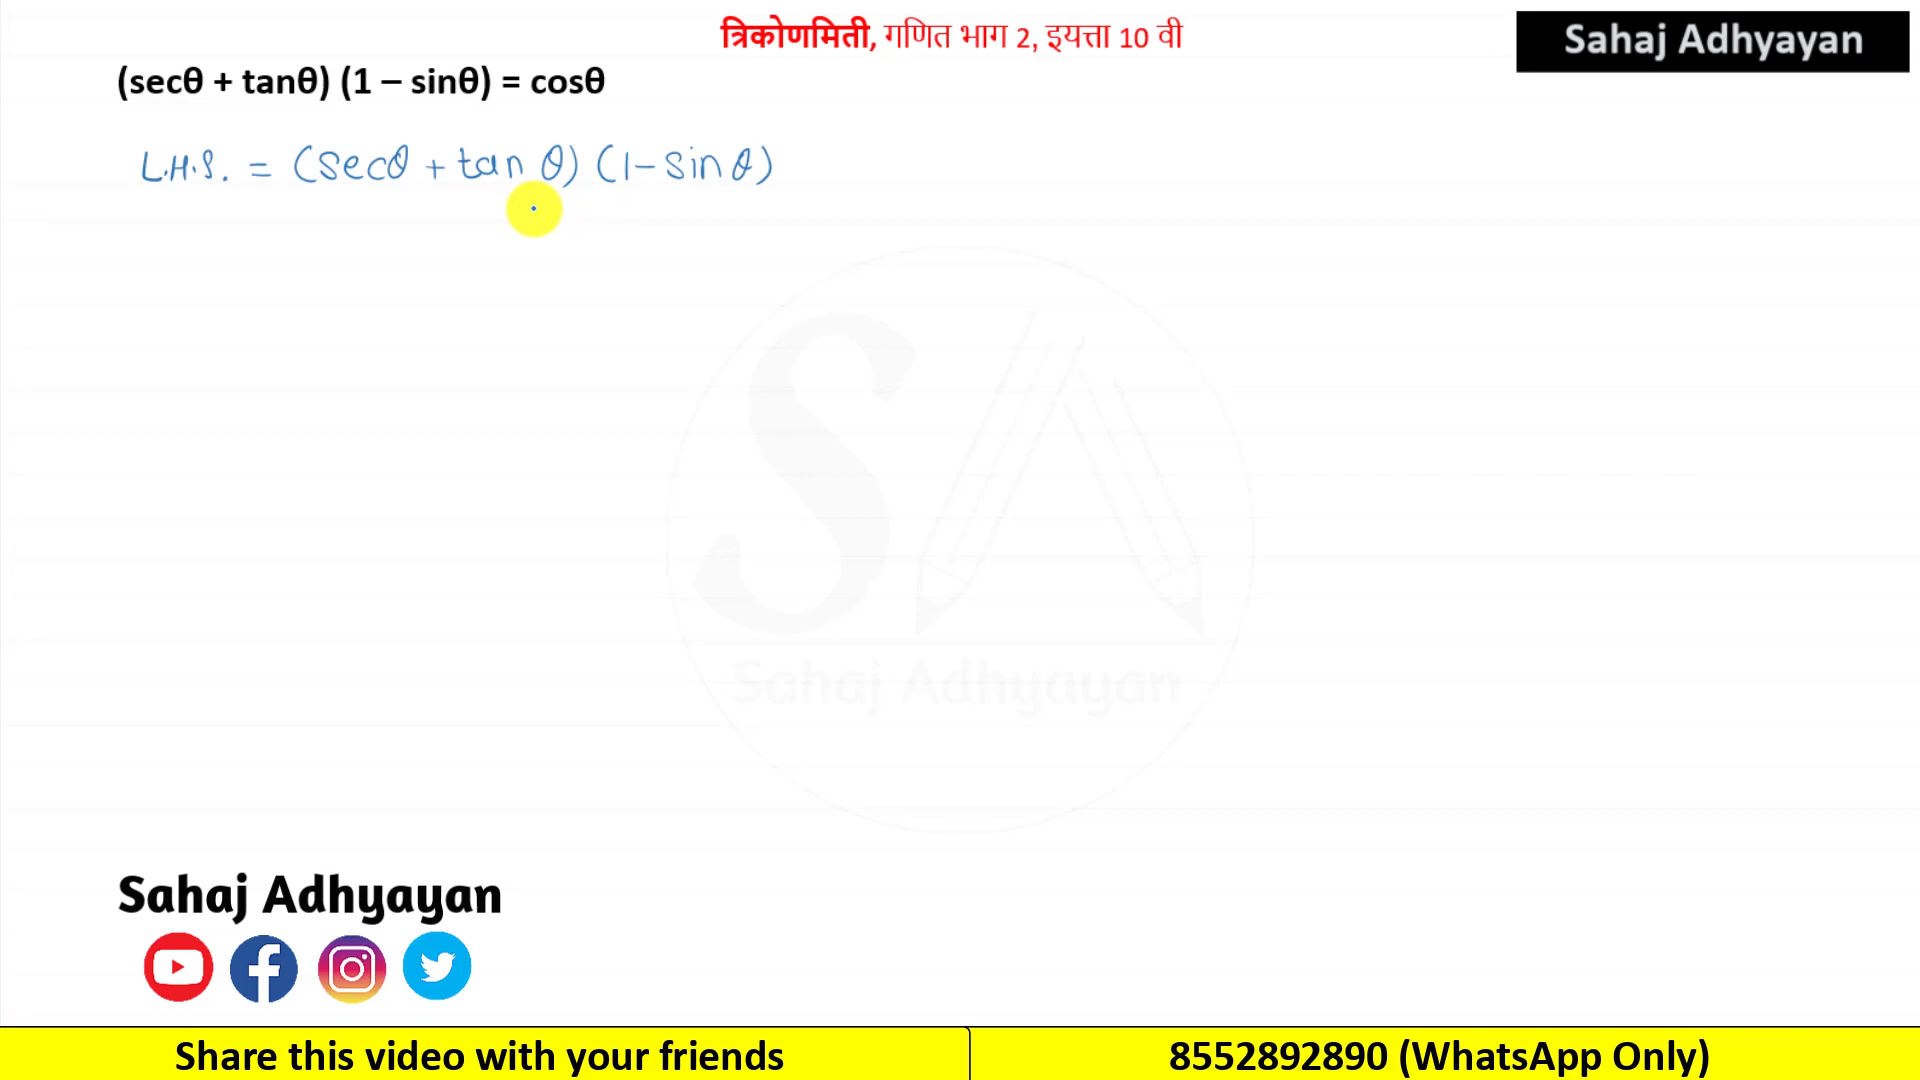 त्रिकोणमिती, गणित भाग 2, इयत्ता 10 वी
Sahaj Adhyayan
(secθ + tanθ) (1 – sinθ) = cosθ
L.H.S. = (secθ + tan θ) (1 - sin θ)
Sahaj Adhyayan
Sahaj Adhyayan
Share this video with your friends
8552892890 (WhatsApp Only)